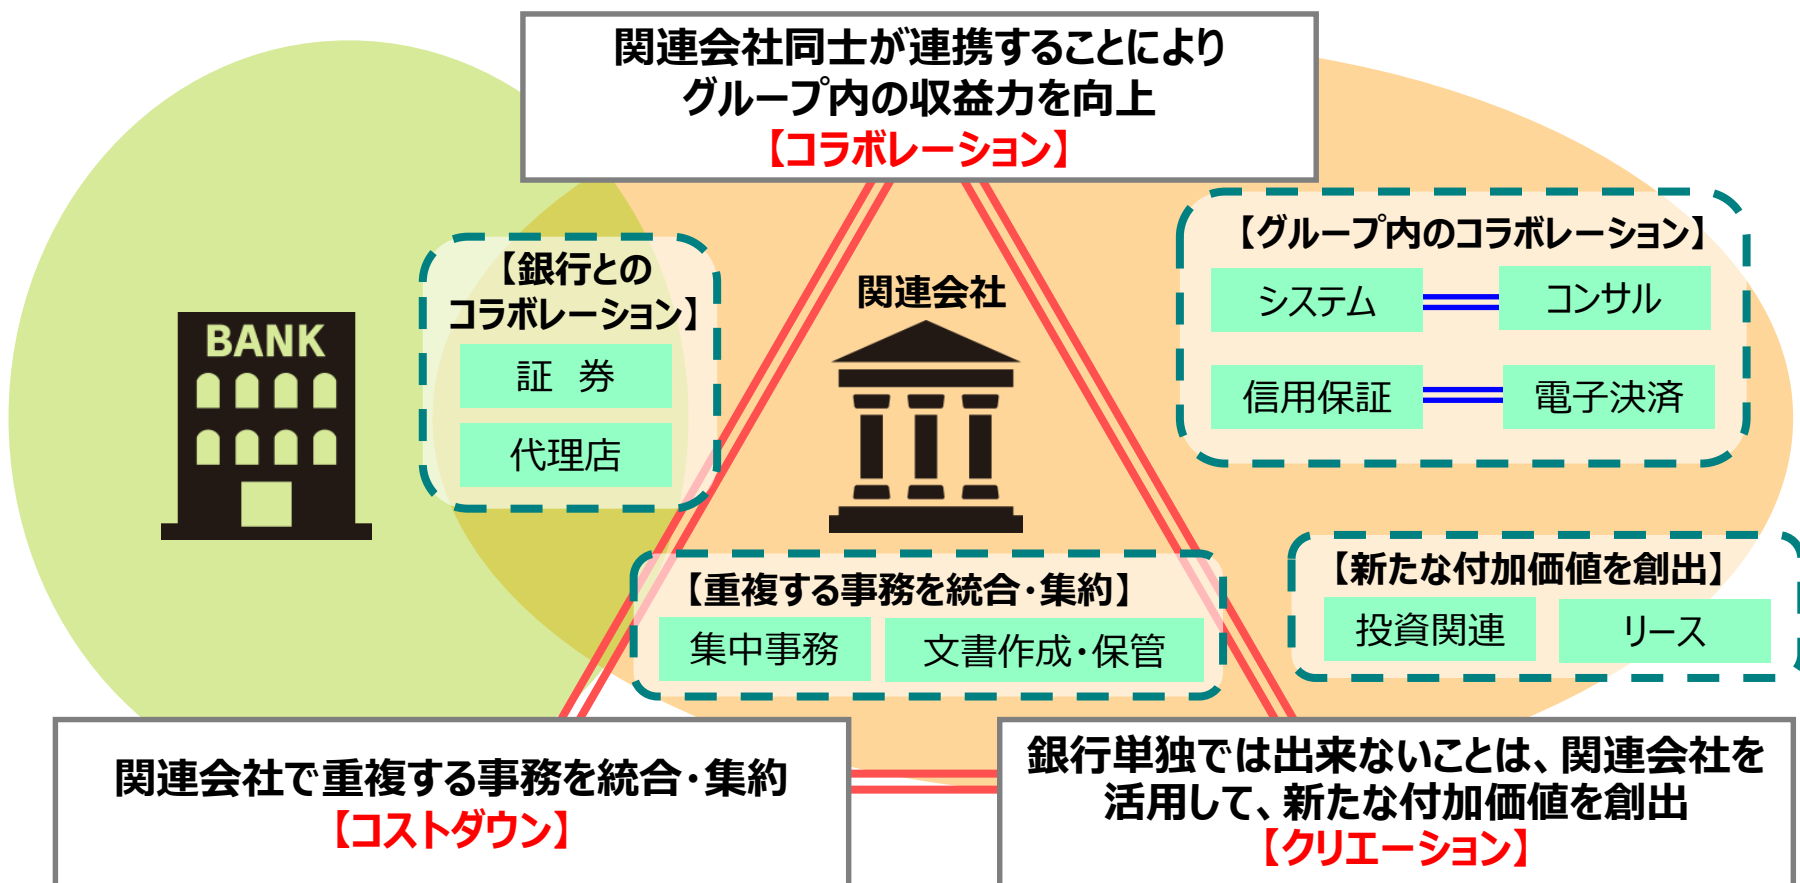 関連会社同士が連携することにより
グループ内の収益力を向上
【コラボレーション】
【グループ内のコラボレーション】
システム
コンサル
信用保証
電子決済
【銀行との
コラボレーション】
証 券
代理店
関連会社
BANK
【重複する事務を統合・集約】
集中事務
文書作成・保管
【新たな付加価値を創出】
投資関連
リース
関連会社で重複する事務を統合・集約
【コストダウン】
銀行単独では出来ないことは、関連会社を
活用して、新たな付加価値を創出
【クリエーション】